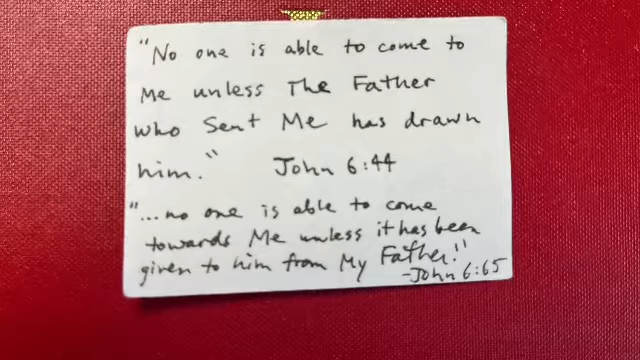 "No one is able to come to
Me unless The Father
who Sent Me has drawn
him." John 6:44
"...no one is able to come
towards Me unless it has been
given to him from My Father!"
-John 6:65